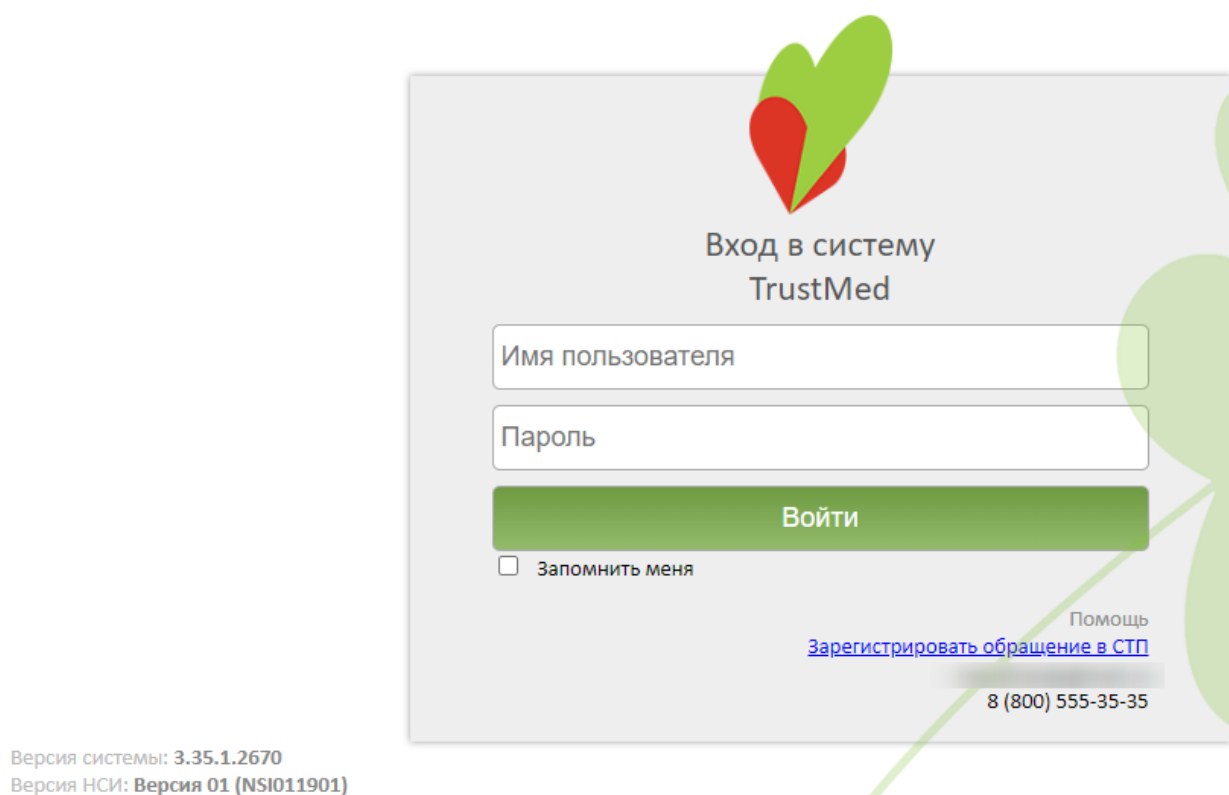 Вход в систему
TrustMed
Имя пользователя
Пароль
Войти
Запомнить меня
Помощь
Зарегистрировать обращение в СТП
8 (800) 555-35-35
Версия системы: 3.35.1.2670
Версия НСИ: Версия 01 (NSI011901)